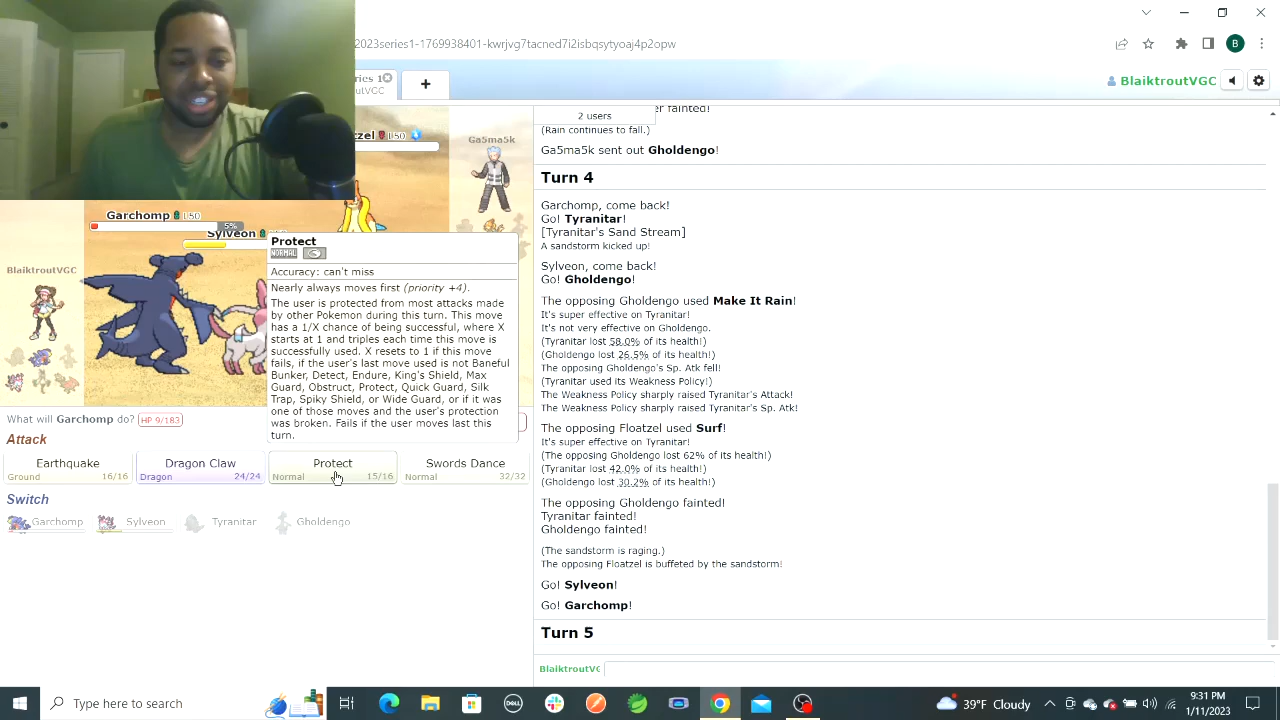 2023series1-1769938401-kwrjvg7tacned7i2isbqsytyoaj4p2opw
B
ries 1
utVGC
+
BlaiktroutVGC
2 users
er fainted!
(Rain continues to fall.)
Ga5ma5k sent out Gholdengo!
Turn 4
Garchomp, come back!
Go! Tyranitar!
[Tyranitar's Sand Stream]
A sandstorm kicked up!
Sylveon, come back!
Go! Gholdengo!
The opposing Gholdengo used Make It Rain!
It's super effective on Tyranitar!
It's not very effective on Gholdengo.
(Tyranitar lost 58.0% of its health!)
(Gholdengo lost 26.5% of its health!)
The opposing Gholdengo's Sp. Atk fell!
(Tyranitar used its Weakness Policy!)
The Weakness Policy sharply raised Tyranitar's Attack!
The Weakness Policy sharply raised Tyranitar's Sp. Atk!
The opposing Floatzel used Surf!
It's super effective on Tyranitar!
(The opposing Gholdengo lost 62% of its health!)
(Tyranitar lost 42.0% of its health!)
(Gholdengo lost 30.2% of its health!)
The opposing Gholdengo fainted!
Tyranitar fainted!
Gholdengo fainted!
(The sandstorm is raging.)
The opposing Floatzel is buffeted by the sandstorm!
Go! Sylveon!
Go! Garchomp!
Turn 5
BlaiktroutVG
tzel L50
Ga5ma5k
Garchomp L50
5%
Sylveon
BlaiktroutVGC
Protect
NORMAL
Accuracy: can't miss
Nearly always moves first (priority +4).
The user is protected from most attacks made
by other Pokemon during this turn. This move
has a 1/X chance of being successful, where X
starts at 1 and triples each time this move is
successfully used. X resets to 1 if this move
fails, if the user's last move used is not Baneful
Bunker, Detect, Endure, King's Shield, Max
Guard, Obstruct, Protect, Quick Guard, Silk
Trap, Spiky Shield, or Wide Guard, or if it was
one of those moves and the user's protection
was broken. Fails if the user moves last this
turn.
What will Garchomp do? HP 9/183
Attack
Earthquake
Ground 16/16
Dragon Claw
Dragon 24/24
Protect
Normal 15/16
Swords Dance
Normal 32/32
Switch
Garchomp Sylveon Tyranitar Gholdengo
Type here to search
DELL
39°F Cloudy
9:31 PM
1/11/2023